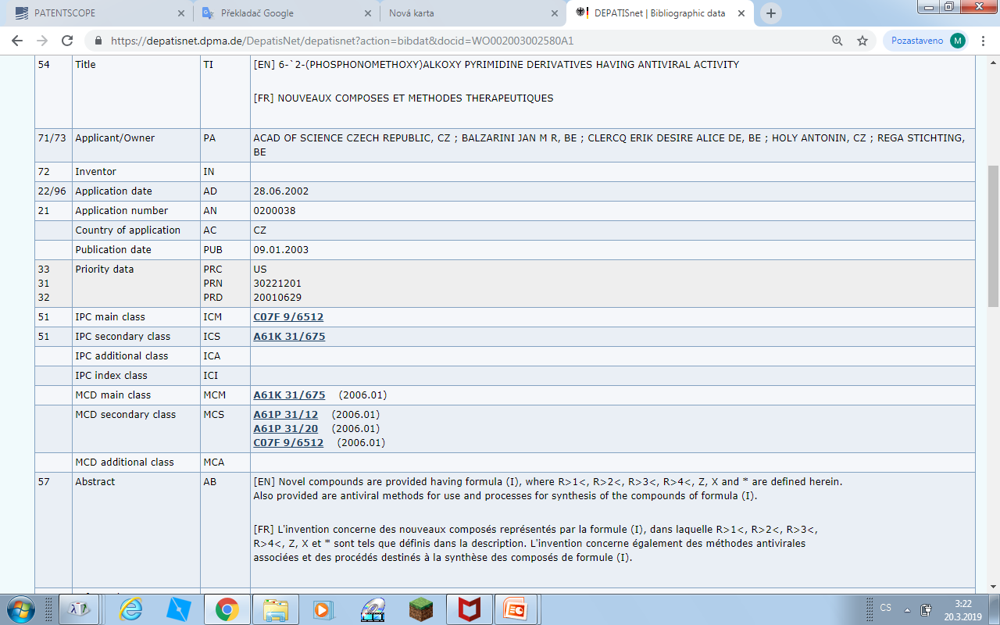 PATENTSCOPE
Překladač Google
Nová karta
DEPATISnet | Bibliographic data
https://depatisnet.dpma.de/DepatisNet/depatisnet?action=bibdat&docid=WO002003002580A1
Pozastaveno M
54 Title TI [EN] 6-`2-(PHOSPHONOMETHOXY)ALKOXY PYRIMIDINE DERIVATIVES HAVING ANTIVIRAL ACTIVITY
[FR] NOUVEAUX COMPOSES ET METHODES THERAPEUTIQUES
71/73 Applicant/Owner PA ACAD OF SCIENCE CZECH REPUBLIC, CZ ; BALZARINI JAN M R, BE ; CLERCQ ERIK DESIRE ALICE DE, BE ; HOLY ANTONIN, CZ ; REGA STICHTING,
BE
72 Inventor IN
22/96 Application date AD 28.06.2002
21 Application number AN 0200038
Country of application AC CZ
Publication date PUB 09.01.2003
33 Priority data PRC US
31 PRN 30221201
32 PRD 20010629
51 IPC main class ICM C07F 9/6512
51 IPC secondary class ICS A61K 31/675
IPC additional class ICA
IPC index class ICI
MCD main class MCM A61K 31/675 (2006.01)
MCD secondary class MCS A61P 31/12 (2006.01)
A61P 31/20 (2006.01)
C07F 9/6512 (2006.01)
MCD additional class MCA
57 Abstract AB [EN] Novel compounds are provided having formula (I), where R>1<, R>2<, R>3<, R>4<, Z, X and * are defined herein.
Also provided are antiviral methods for use and processes for synthesis of the compounds of formula (I).
[FR] L'invention concerne des nouveaux composés représentés par la formule (I), dans laquelle R>1<, R>2<, R>3<,
R>4<, Z, X et * sont tels que définis dans la description. L'invention concerne également des méthodes antivirales
associées et des procédés destinés à la synthèse des composés de formule (I).
CS
3:22
20.3.2019